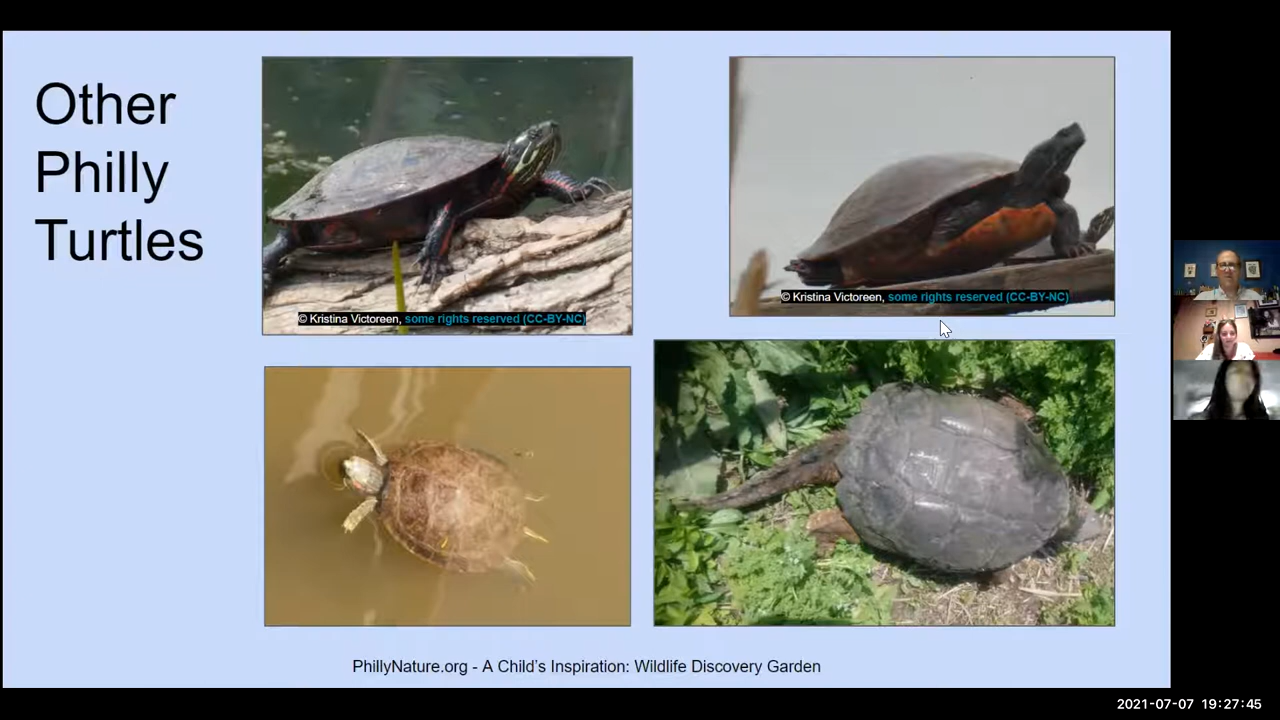 Other
Philly
Turtles
© Kristina Victoreen, some rights reserved (CC-BY-NC)
© Kristina Victoreen, some rights reserved (CC-BY-NC)
PhillyNature.org - A Child's Inspiration: Wildlife Discovery Garden
2021-07-07 19:27:45